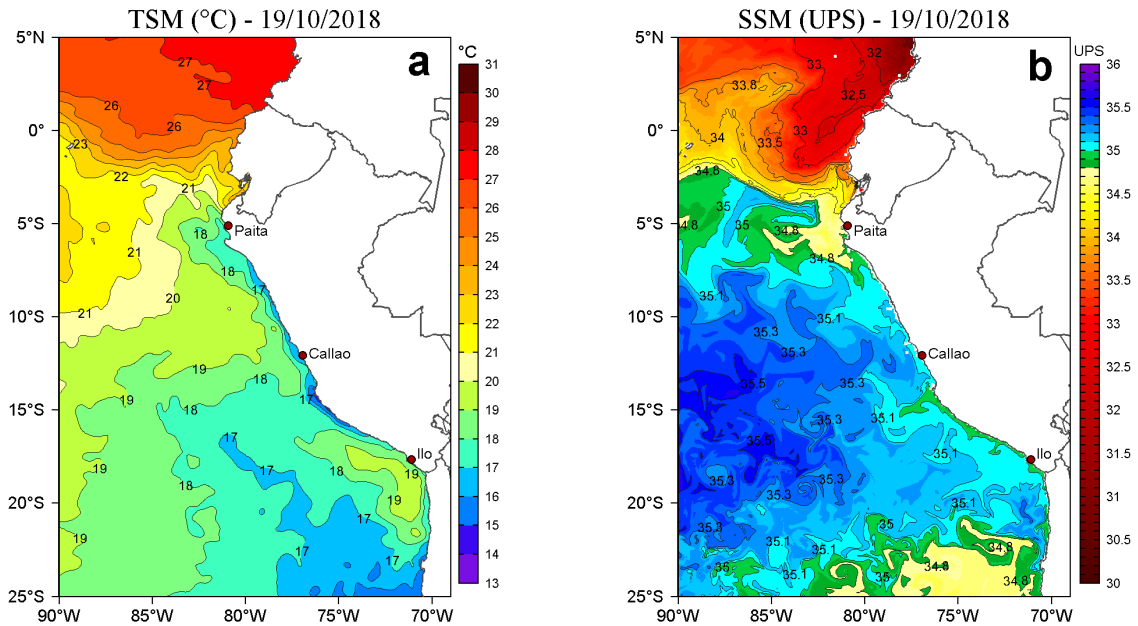 TSM (°C) - 19/10/2018
SSM (UPS) - 19/10/2018
a
°C
31
30
29
28
27
26
25
24
23
22
21
20
19
18
17
16
15
14
13
5°N
0°
5°S
10°S
15°S
20°S
25°S
90°W
85°W
80°W
75°W
70°W
27
27
26
26
23
22
21
18
Paita
21
18
17
20
21
Callao
19
18
19
18
17
17
Ilo
19
17
18
19
18
19
17
19
17
17
b
UPS
36
35.5
35
34.5
34
33.5
33
32.5
32
31.5
31
30.5
30
5°N
0°
5°S
10°S
15°S
20°S
25°S
90°W
85°W
80°W
75°W
70°W
32
33
33.8
32.5
34
33
33.5
34.8
35
4.8
35
34.8
Paita
34.8
35.1
35.1
35.3
35.3
Callao
35.5
35.3
35.3
35.1
35.5
35.1
Ilo
35.3
35.3
35.3
35.1
35.3
35
35.1
35.1
34.8
35
35.1
35
34.8
34.8